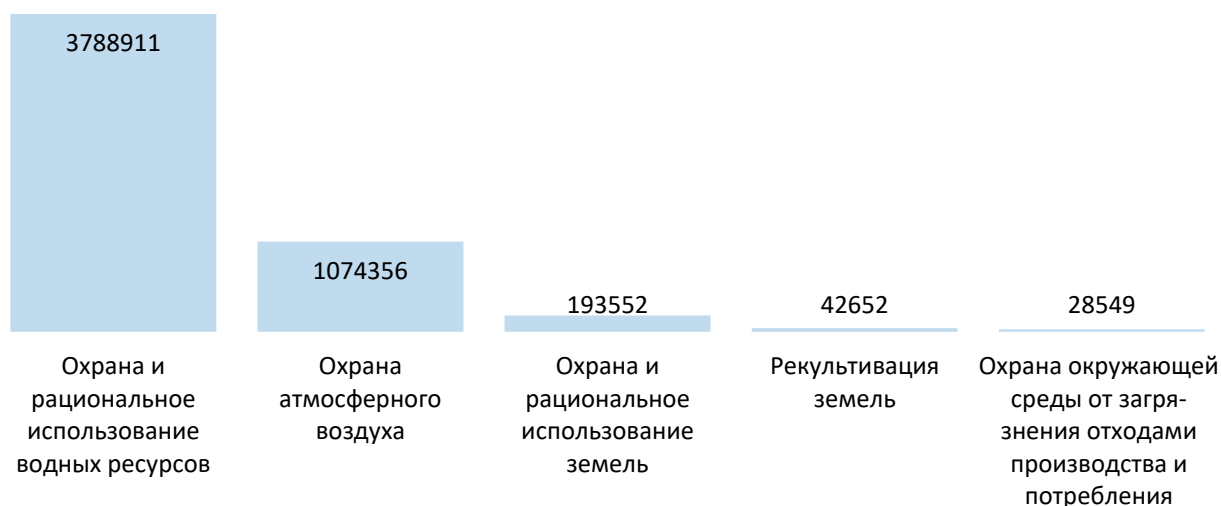 3788911
1074356
193552
42652
28549
Охрана и
рациональное
использование
водных ресурсов
Охрана
атмосферного
воздуха
Охрана и
рациональное
использование
земель
Рекультивация
земель
Охрана окружающей
среды от загря-
знения отходами
производства и
потребления